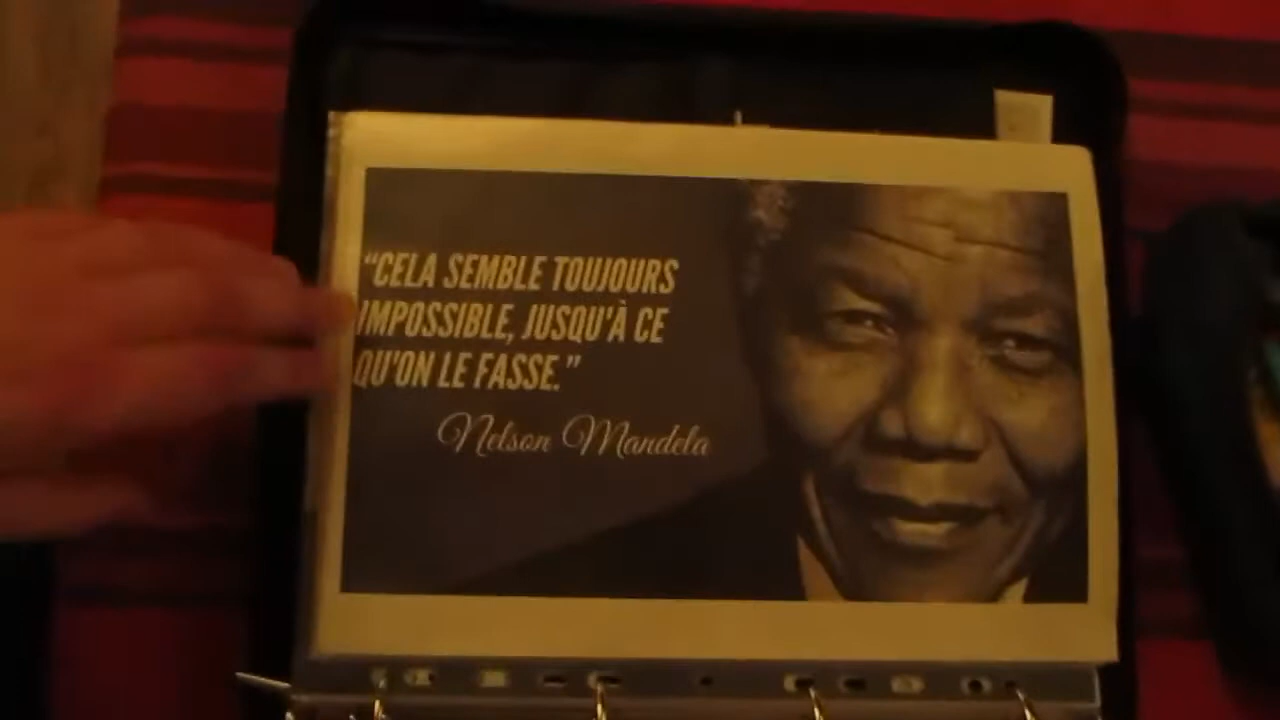 “CELA SEMBLE TOUJOURS
IMPOSSIBLE, JUSQU'À CE
QU'ON LE FASSE.”
Nelson Mandela